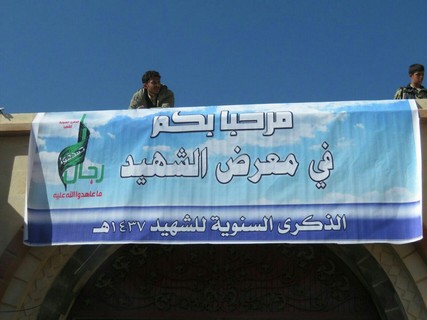 مرحبا بكم
في معرض الشهيد
الذكرى السنوية للشهيد ١٤٣٧هـ
رجال
ما عاهدوا الله عليه